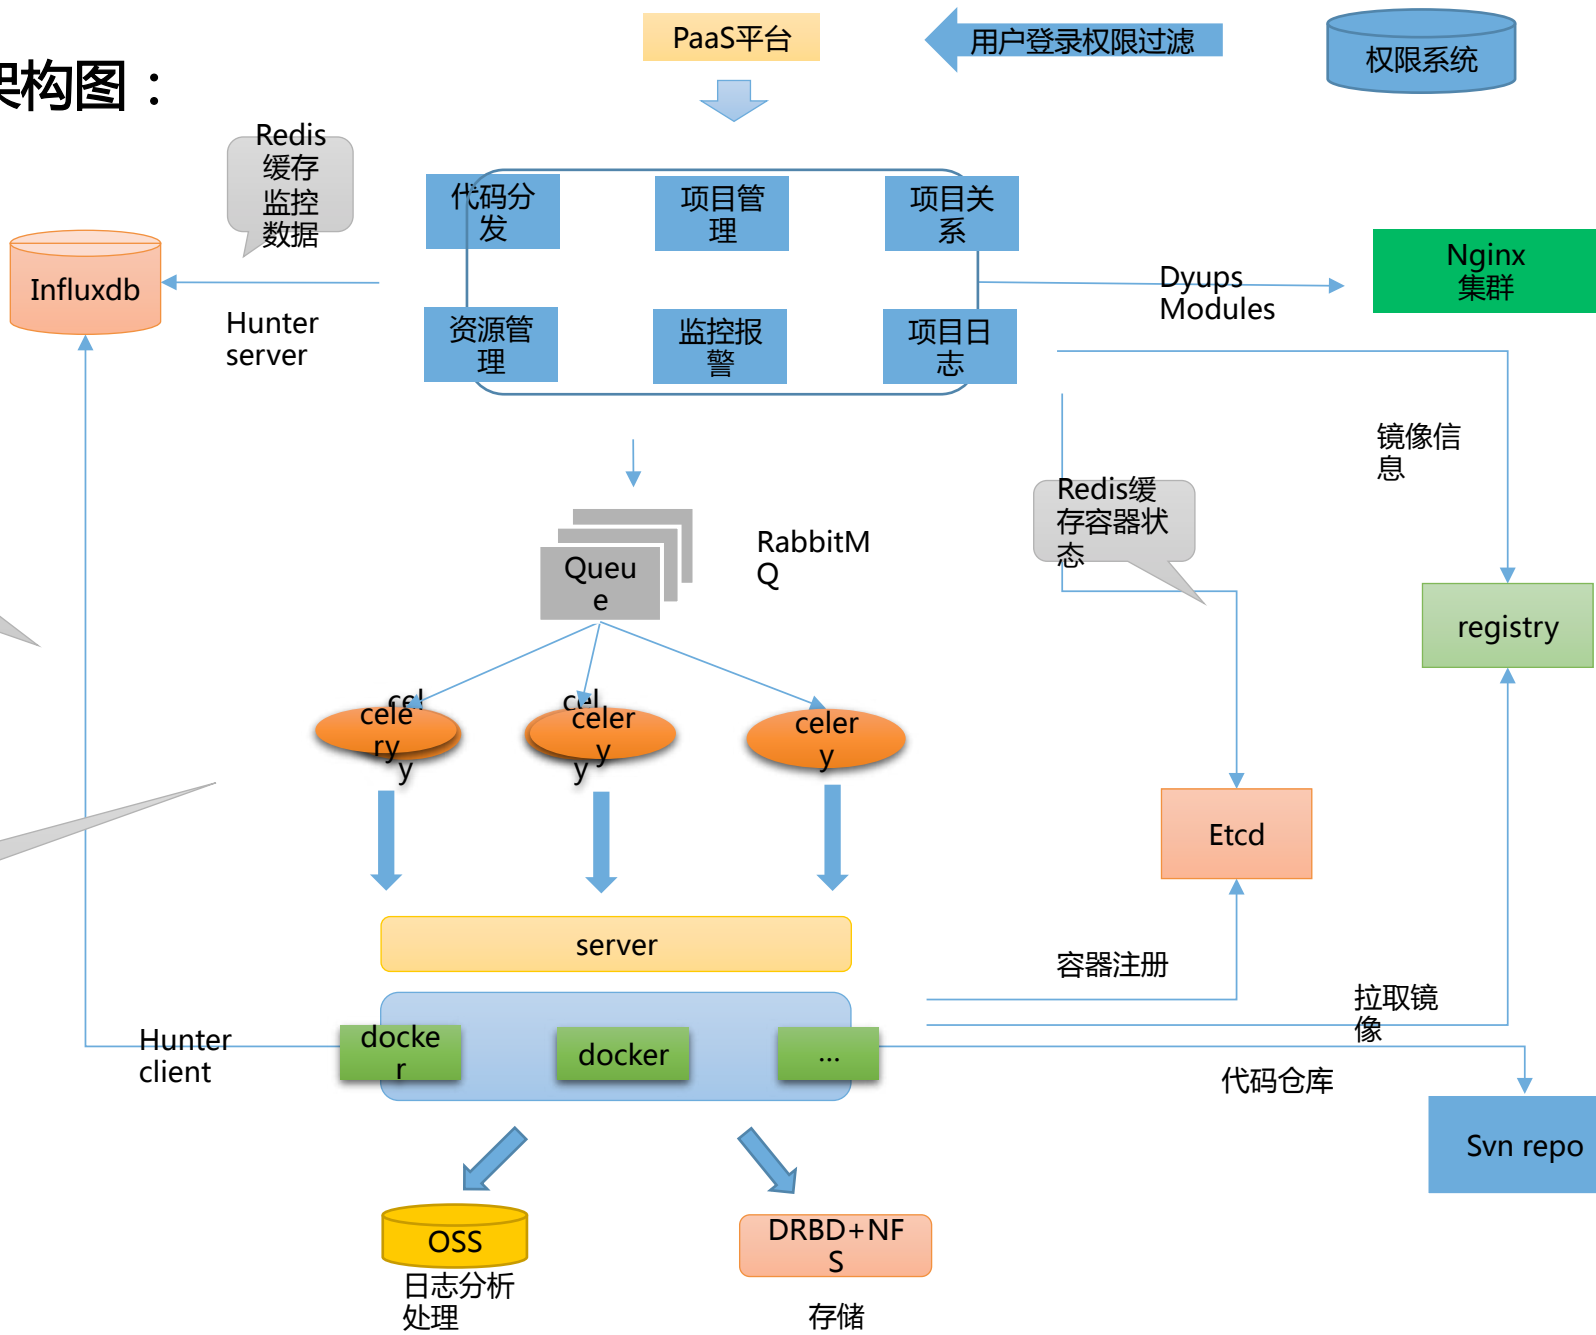 PaaS平台
用户登录权限过滤
权限系统
架构图：
Redis
缓存
监控
数据
代码分
发
项目管
理
项目关
系
Influxdb
Hunter
server
Dyups
Modules
Nginx
集群
资源管
理
监控报
警
项目日
志
镜像信
息
Redis缓
存容器状
态
Queu
e
RabbitM
Q
registry
cel
y
cele
ry
cel
y
celer
y
celer
y
Etcd
server
容器注册
拉取镜
像
Hunter
client
docke
r
docker
...
代码仓库
Svn repo
OSS
日志分析
处理
DRBD+NF
S
存储